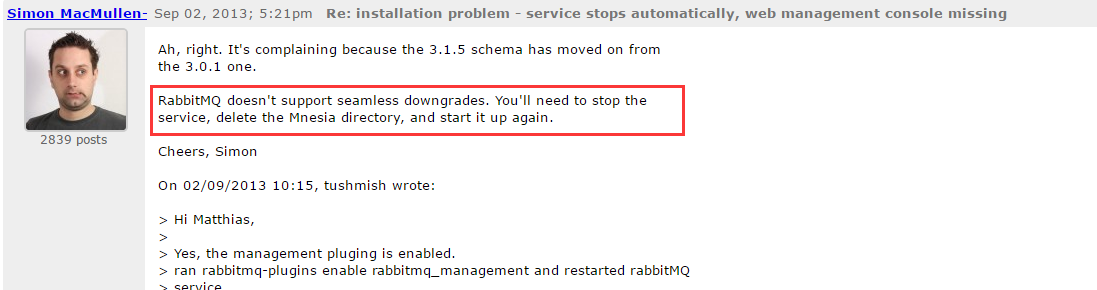 Simon MacMullen- Sep 02, 2013; 5:21pm Re: installation problem - service stops automatically, web management console missing
Ah, right. It's complaining because the 3.1.5 schema has moved on from
the 3.0.1 one.
RabbitMQ doesn't support seamless downgrades. You'll need to stop the
service, delete the Mnesia directory, and start it up again.
2839 posts
Cheers, Simon
On 02/09/2013 10:15, tushmish wrote:
> Hi Matthias,
>
> Yes, the management pluging is enabled.
> ran rabbitmq-plugins enable rabbitmq_management and restarted rabbitMQ
> service